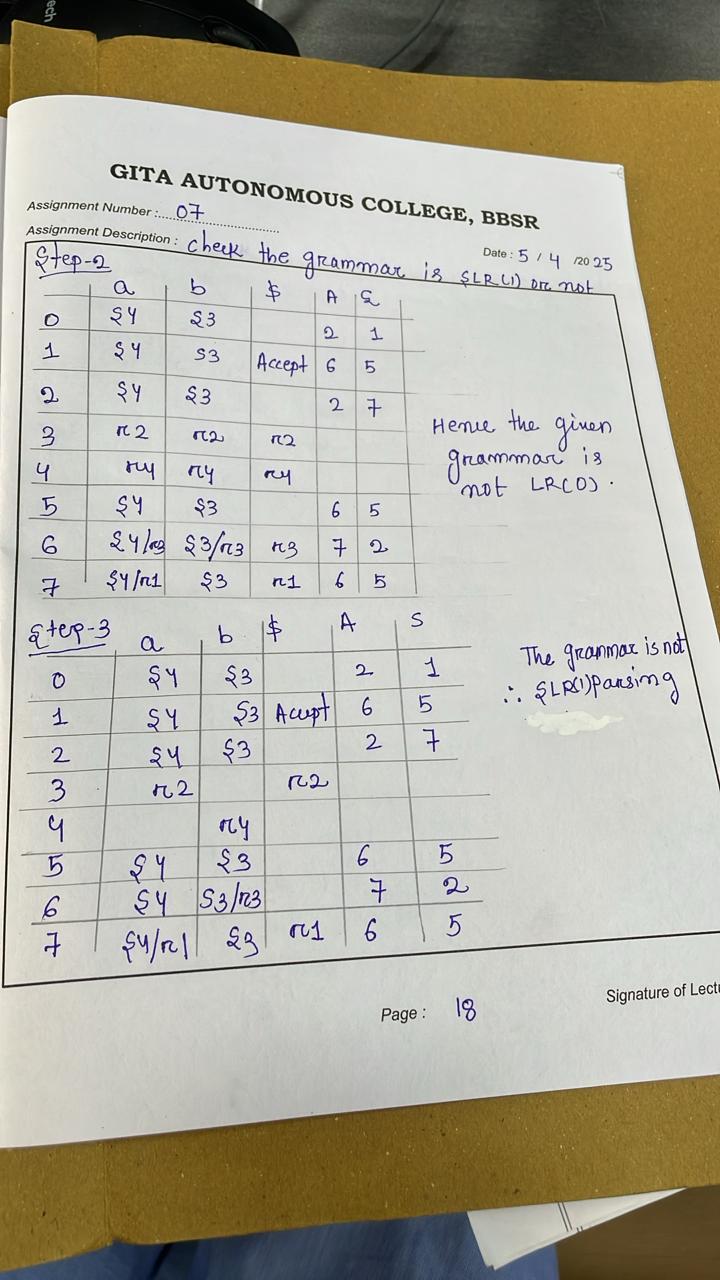 ech
GITA AUTONOMOUS COLLEGE, BBSR
Assignment Number : 07
Assignment Description : check the grammar is SLR(1) or not
Date : 5 / 4 /2025
Step-2
a b $ A S
0 S4 S3 2 1
1 S4 S3 Accept 6 5
2 S4 S3 2 7
3 r2 r2 r2
4 r4 r4 r4
5 S4 S3 6 5
6 S4/r3 S3/r3 r3 7 2
7 S4/r1 S3 r1 6 5
Hence the given
grammar is
not LR(0).
Step-3
a b $ A S
0 S4 S3 2 1
1 S4 S3 Accept 6 5
2 S4 S3 2 7
3 r2 r2
4 r4
5 S4 S3 6 5
6 S4 S3/r3 7 2
7 S4/r1 S3 r1 6 5
The grammar is not
∴ SLR(1) Parsing
Page : 18
Signature of Lectu